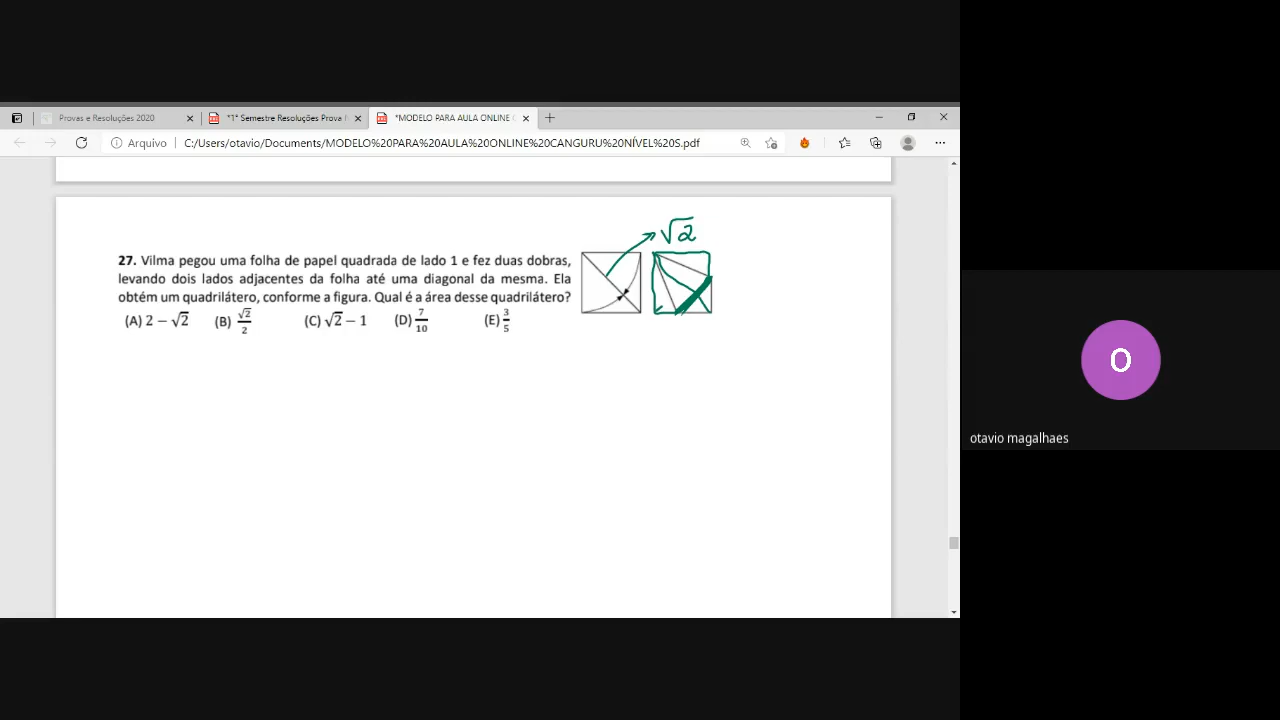 Provas e Resoluções 2020
*1° Semestre Resoluções Prova
*MODELO PARA AULA ONLINE
Arquivo
C:/Users/otavio/Documents/MODELO%20PARA%20AULA%20ONLINE%20CANGURU%20NÍVEL%20S.pdf
√2
27. Vilma pegou uma folha de papel quadrada de lado 1 e fez duas dobras,
levando dois lados adjacentes da folha até uma diagonal da mesma. Ela
obtém um quadrilátero, conforme a figura. Qual é a área desse quadrilátero?
(A) 2 − √2 (B) √2/2 (C) √2 − 1 (D) 7/10 (E) 3/5
O
otavio magalhaes